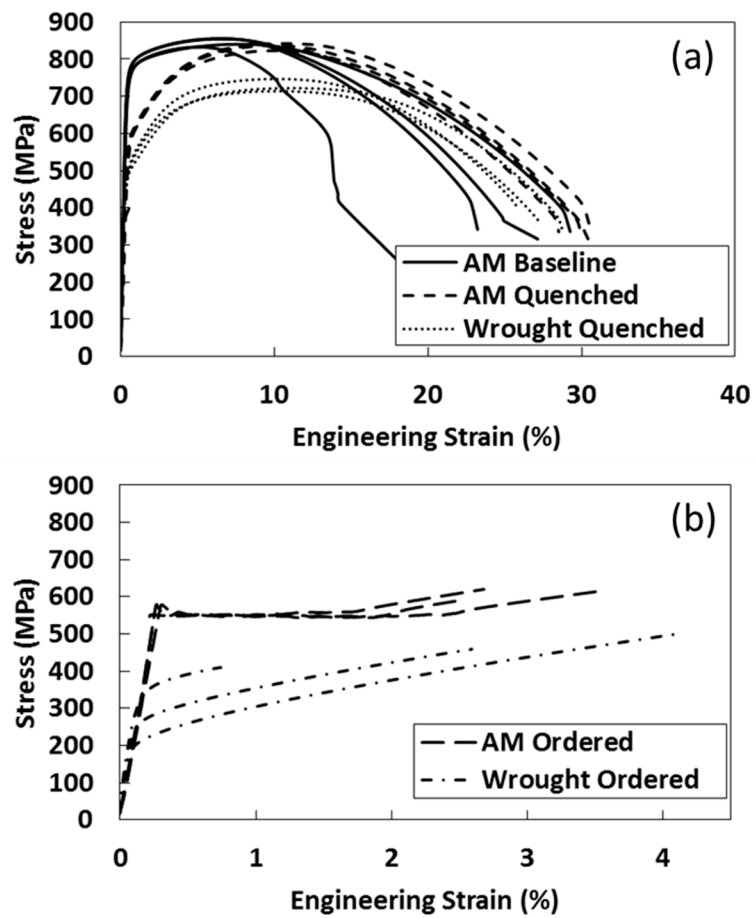 900
800
700
600
500
400
300
200
100
0
Stress (MPa)
(a)
AM Baseline
AM Quenched
Wrought Quenched
0 10 20 30 40
Engineering Strain (%)
900
800
700
600
500
400
300
200
100
0
Stress (MPa)
(b)
AM Ordered
Wrought Ordered
0 1 2 3 4
Engineering Strain (%)